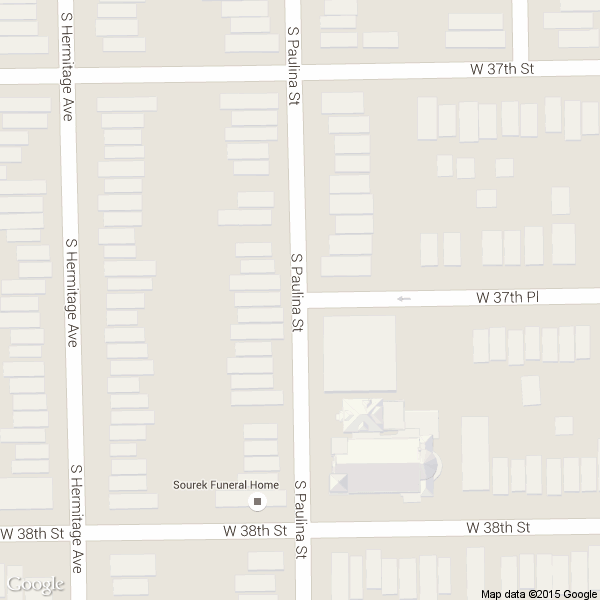 S Hermitage Ave
S Paulina St
W 37th St
S Hermitage Ave
S Paulina St
W 37th Pl
Sourek Funeral Home
S Hermitage Ave
S Paulina St
W 38th St
W 38th St
W 38th St
Google
Map data ©2015 Google